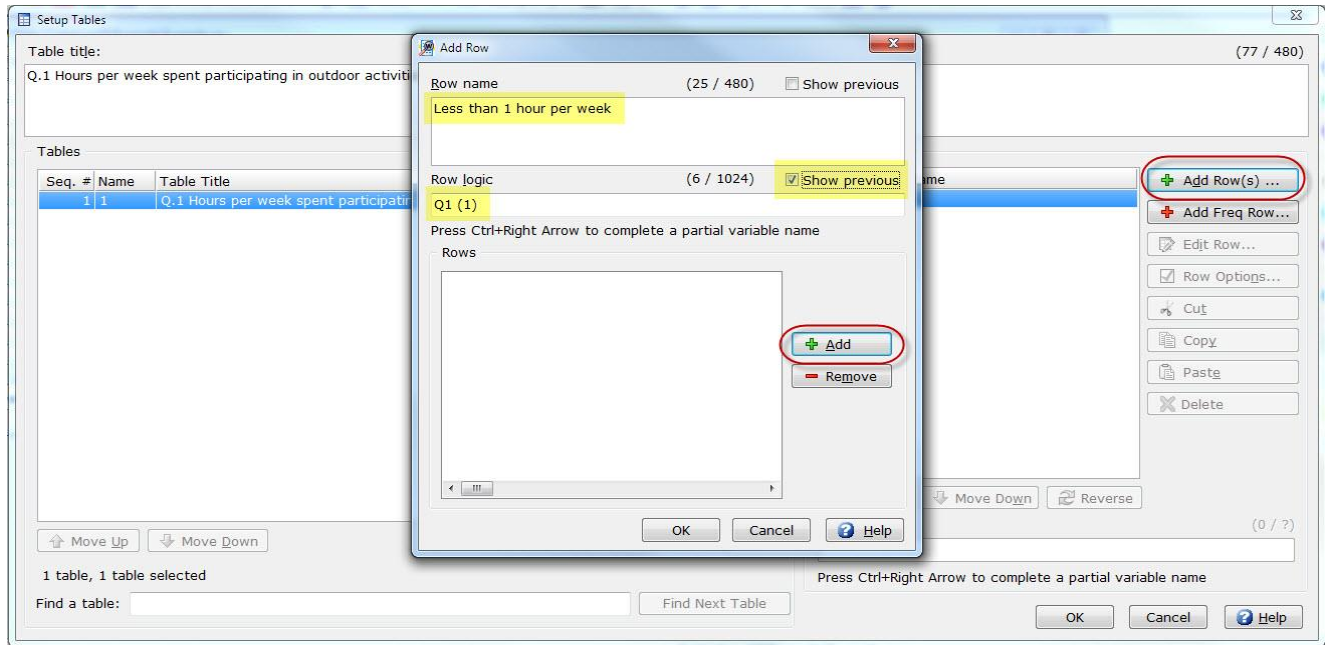 Setup Tables
Table title:
(77 / 480)
Q.1 Hours per week spent participating in outdoor activiti
Tables
Seq. # Name Table Title
1 1 Q.1 Hours per week spent participatin
Move Up Move Down
1 table, 1 table selected
Find a table: Find Next Table
Add Row
Row name (25 / 480) Show previous
Less than 1 hour per week
Row logic (6 / 1024) Show previous
Q1 (1)
Press Ctrl+Right Arrow to complete a partial variable name
Rows
Add
Remove
OK Cancel Help
Add Row(s) ...
Add Freq Row...
Edit Row...
Row Options...
Cut
Copy
Paste
Delete
Move Down Reverse
(0 / ?)
Press Ctrl+Right Arrow to complete a partial variable name
OK Cancel Help